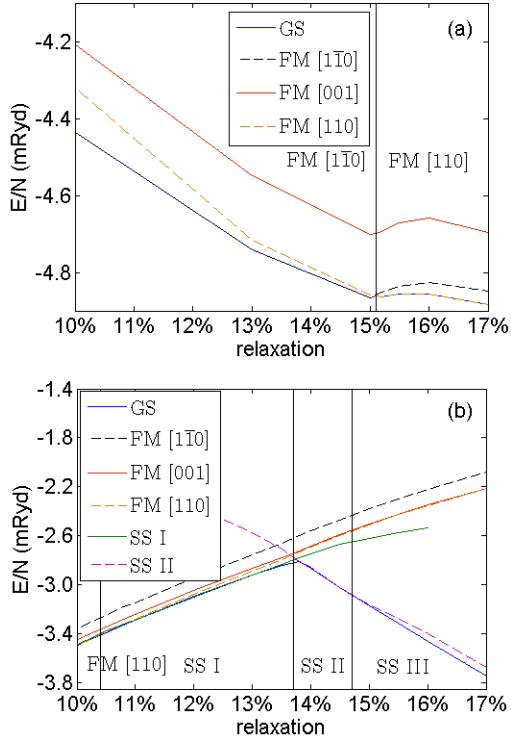 (a)
GS
FM [11̄0]
FM [001]
FM [110]
FM [11̄0]
FM [110]
-4.2
-4.4
-4.6
-4.8
E/N (mRyd)
10% 11% 12% 13% 14% 15% 16% 17%
relaxation
(b)
GS
FM [11̄0]
FM [001]
FM [110]
SS I
SS II
-1.4
-1.8
-2.2
-2.6
-3.0
-3.4
-3.8
E/N (mRyd)
FM [110] SS I SS II SS III
10% 11% 12% 13% 14% 15% 16% 17%
relaxation